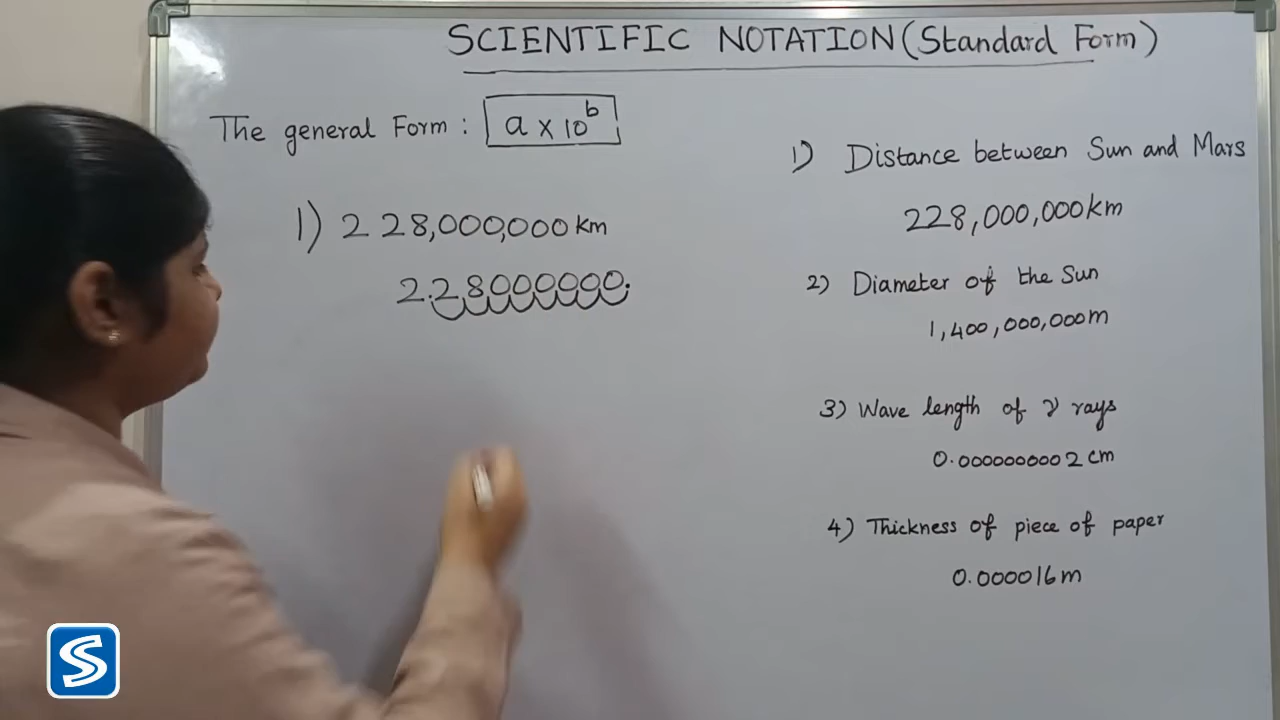 SCIENTIFIC NOTATION (Standard Form)
The general Form : a × 10^b
1) 228,000,000 km
2.28000000.
1) Distance between Sun and Mars
228,000,000km
2) Diameter of the Sun
1,400,000,000m
3) Wave length of γ rays
0.0000000002 cm
4) Thickness of piece of paper
0.000016m
S